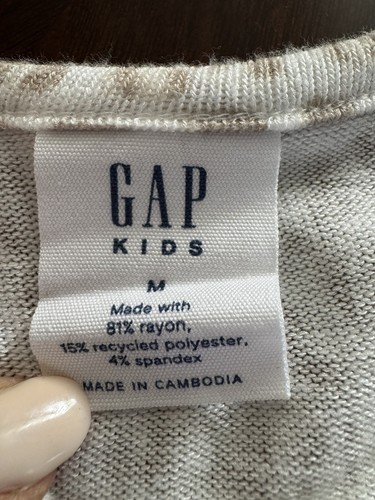 GAP
KIDS
M
Made with
81% rayon,
15% recycled polyester,
4% spandex
MADE IN CAMBODIA